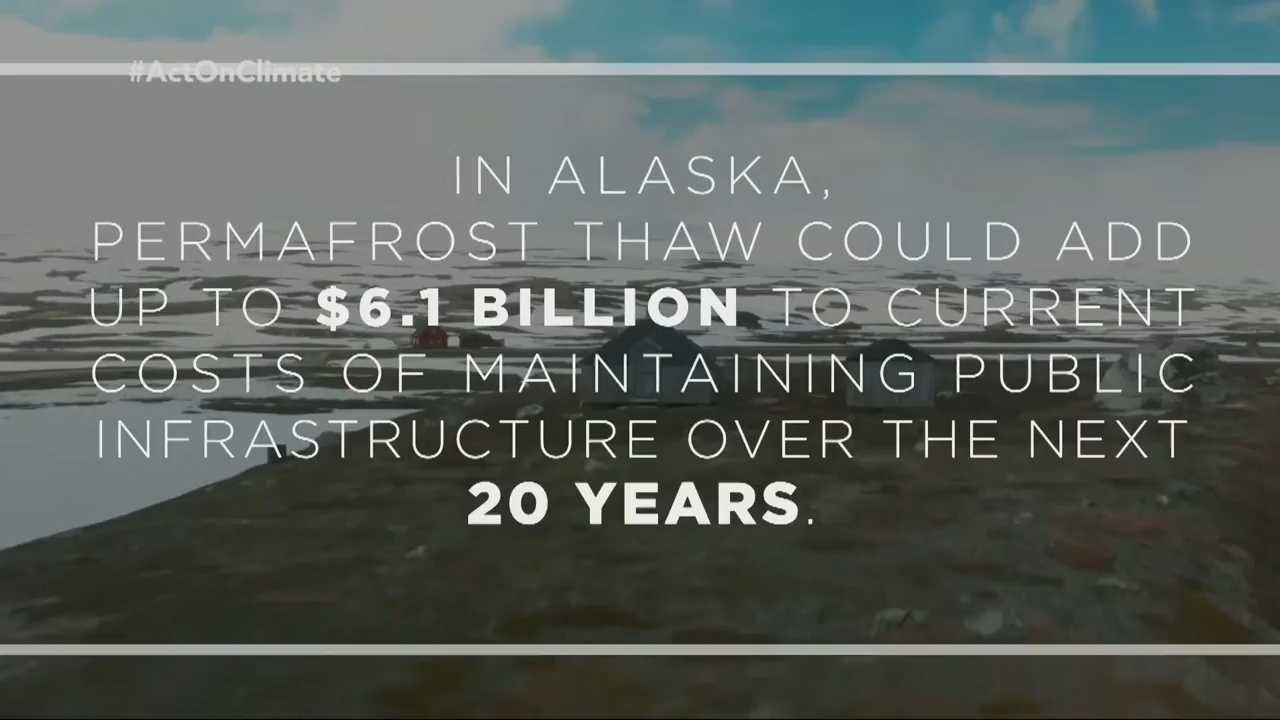 #ActOnClimate
IN ALASKA,
PERMAFROST THAW COULD ADD
UP TO $6.1 BILLION TO CURRENT
COSTS OF MAINTAINING PUBLIC
INFRASTRUCTURE OVER THE NEXT
20 YEARS.